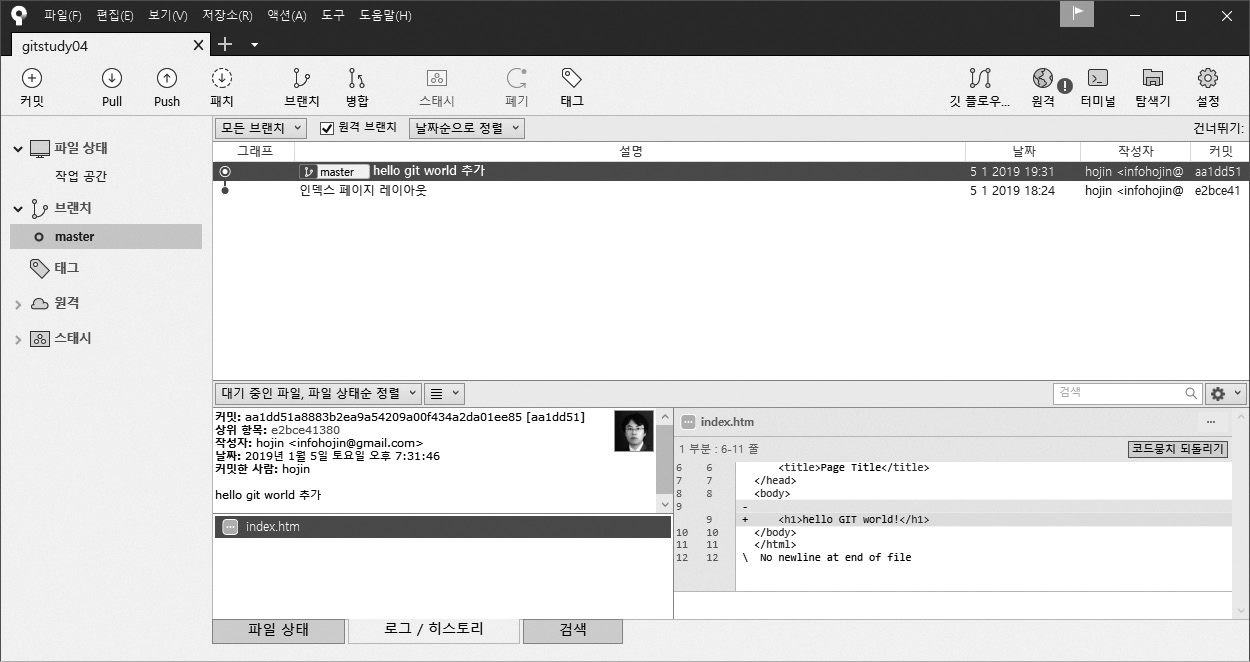 파일(F) 편집(E) 보기(V) 저장소(R) 액션(A) 도구 도움말(H)
gitstudy04
커밋 Pull Push 패치 브랜치 병합 스태시 폐기 태그 깃 플로우... 원격 터미널 탐색기 설정
모든 브랜치 원격 브랜치 날짜순으로 정렬 건너뛰기:
파일 상태
작업 공간
브랜치
master
태그
원격
스태시
그래프 설명 날짜 작성자 커밋
master hello git world 추가 5 1 2019 19:31 hojin <infohojin@ aa1dd51
인덱스 페이지 레이아웃 5 1 2019 18:24 hojin <infohojin@ e2bce41
대기 중인 파일, 파일 상태순 정렬 검색
커밋: aa1dd51a8883b2ea9a54209a00f434a2da01ee85 [aa1dd51]
상위 항목: e2bce41380
작성자: hojin <infohojin@gmail.com>
날짜: 2019년 1월 5일 토요일 오후 7:31:46
커밋한 사람: hojin
hello git world 추가
index.htm
index.htm
1 부분 : 6-11 줄 코드뭉치 되돌리기
6 6 <title>Page Title</title>
7 7 </head>
8 8 <body>
9 -
9 + <h1>hello GIT world!</h1>
10 10 </body>
11 11 </html>
12 12 \ No newline at end of file
파일 상태 로그 / 히스토리 검색